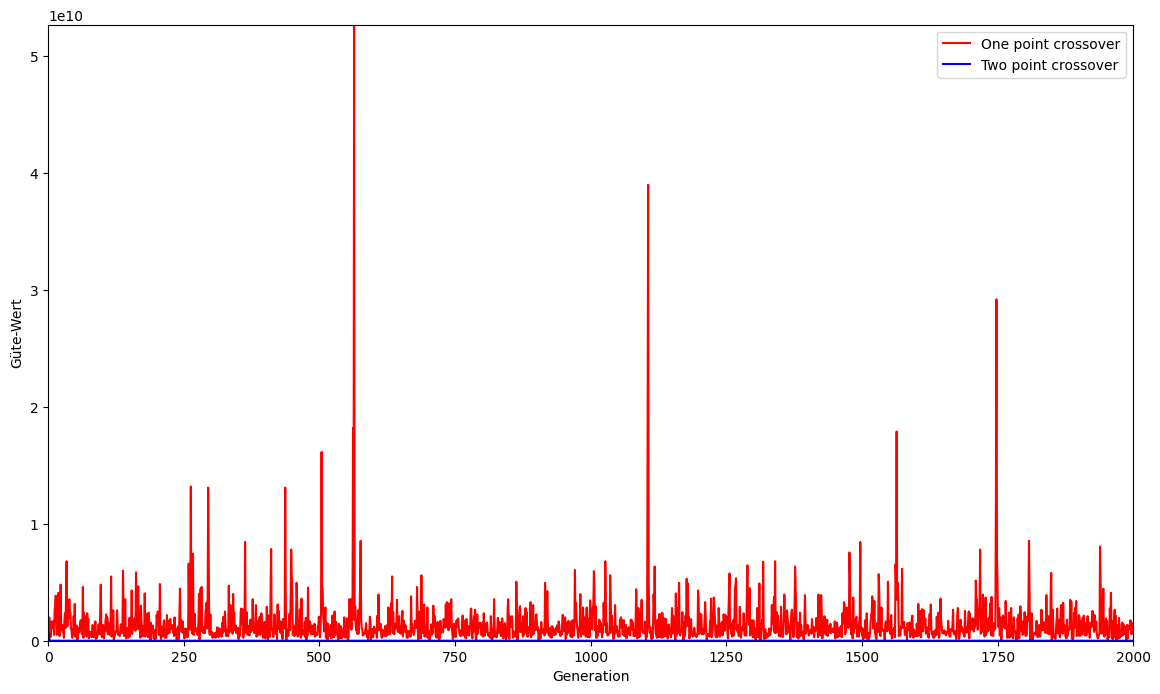 1e10
One point crossover
Two point crossover
5
4
3
2
1
0
Güte-Wert
0 250 500 750 1000 1250 1500 1750 2000
Generation